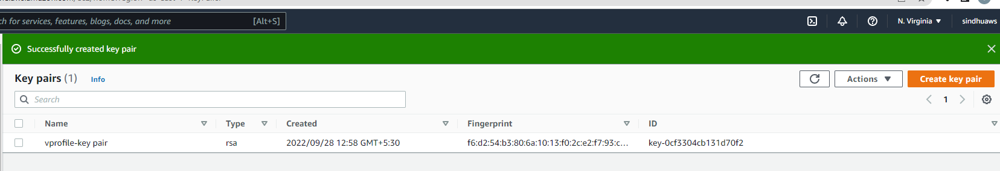 ch for services, features, blogs, docs, and more [Alt+S] N. Virginia ▼ sindhuaws
Successfully created key pair
Key pairs (1) Info Actions ▼ Create key pair
Search 1
Name Type Created Fingerprint ID
vprofile-key pair rsa 2022/09/28 12:58 GMT+5:30 f6:d2:54:b3:80:6a:10:13:f0:2c:e2:f7:93:c... key-0cf3304cb131d70f2